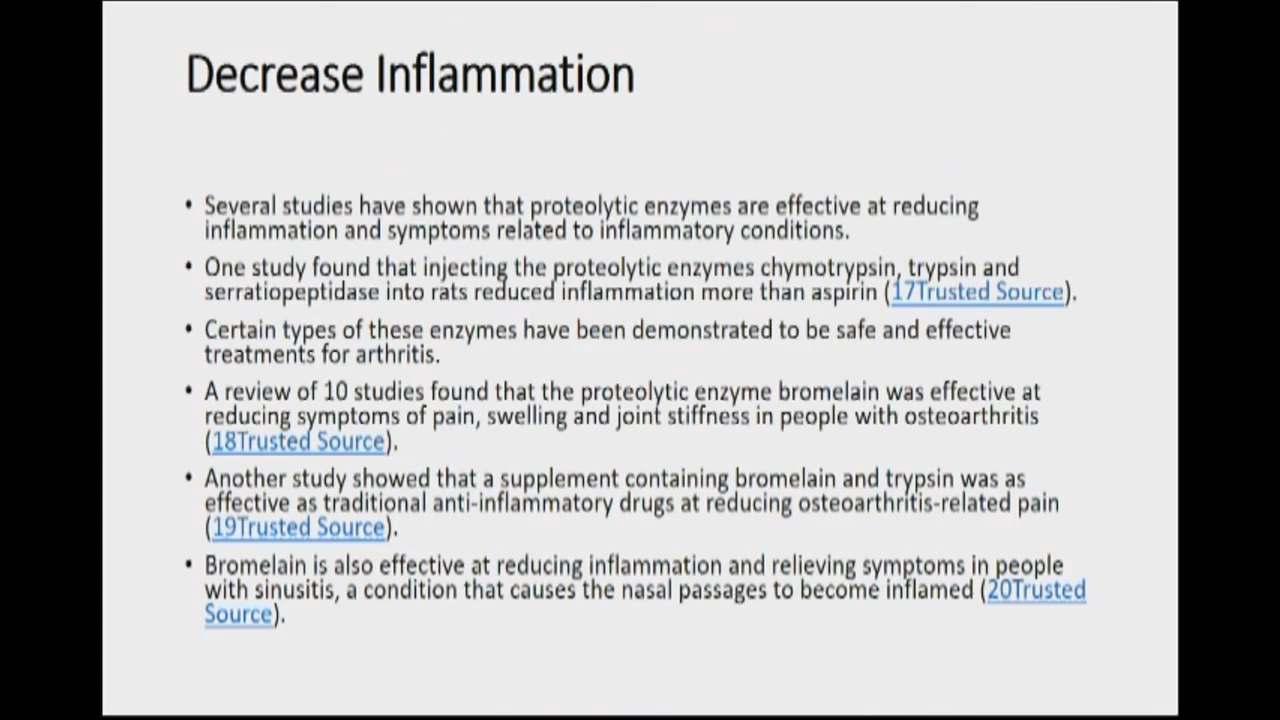 Decrease Inflammation
• Several studies have shown that proteolytic enzymes are effective at reducing
inflammation and symptoms related to inflammatory conditions.
• One study found that injecting the proteolytic enzymes chymotrypsin, trypsin and
serratiopeptidase into rats reduced inflammation more than aspirin (17Trusted Source).
• Certain types of these enzymes have been demonstrated to be safe and effective
treatments for arthritis.
• A review of 10 studies found that the proteolytic enzyme bromelain was effective at
reducing symptoms of pain, swelling and joint stiffness in people with osteoarthritis
(18Trusted Source).
• Another study showed that a supplement containing bromelain and trypsin was as
effective as traditional anti-inflammatory drugs at reducing osteoarthritis-related pain
(19Trusted Source).
• Bromelain is also effective at reducing inflammation and relieving symptoms in people
with sinusitis, a condition that causes the nasal passages to become inflamed (20Trusted
Source).